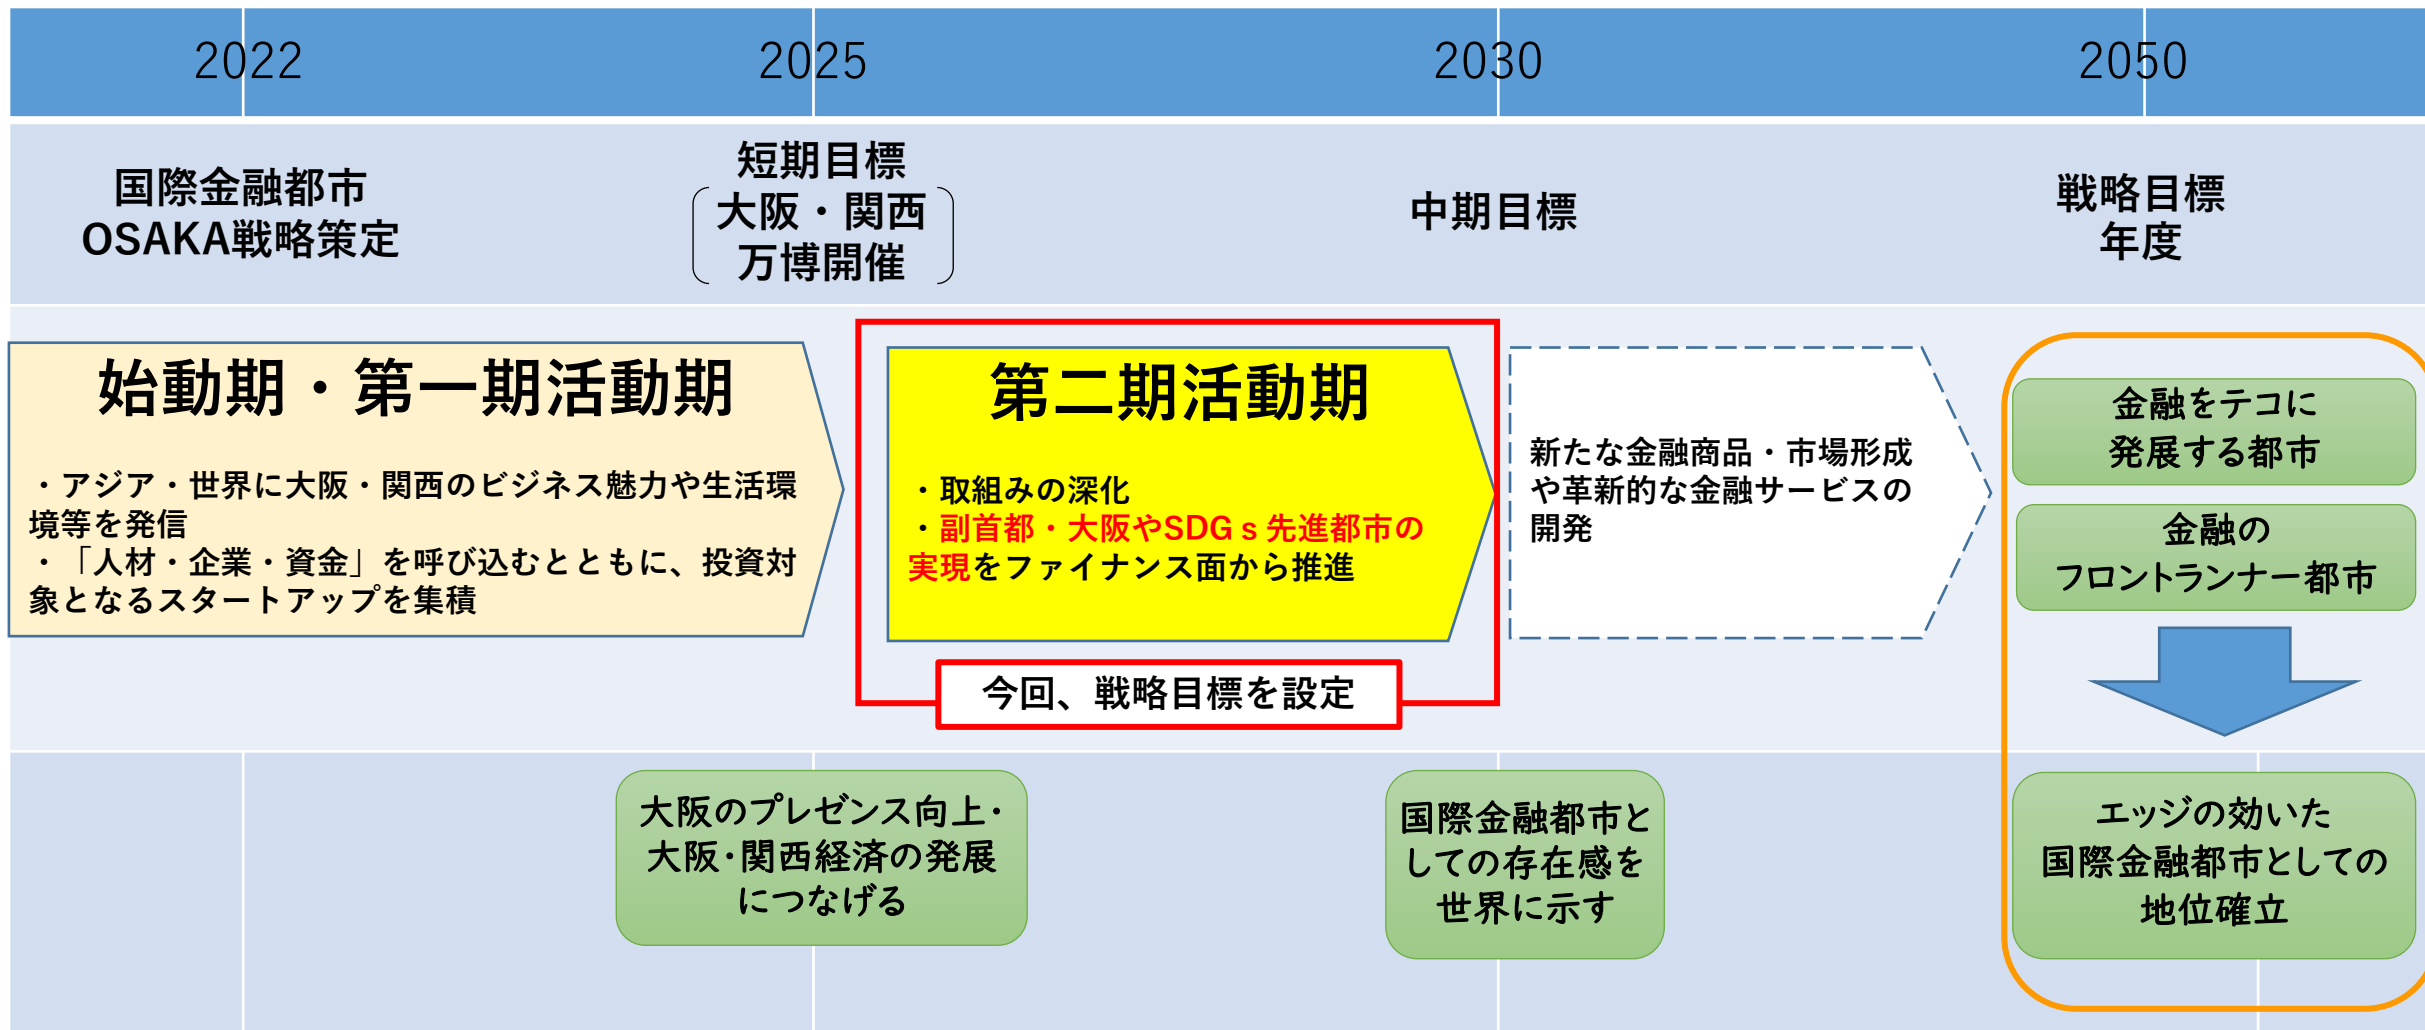 2022
2025
2030
2050
国際金融都市
OSAKA戦略策定
短期目標
大阪・関西
万博開催
中期目標
戦略目標
年度
始動期・第一期活動期
・アジア・世界に大阪・関西のビジネス魅力や生活環
境等を発信
・「人材・企業・資金」を呼び込むとともに、投資対
象となるスタートアップを集積
第二期活動期
・取組みの深化
・副首都・大阪やSDGｓ先進都市の
実現をファイナンス面から推進
今回、戦略目標を設定
新たな金融商品・市場形成
や革新的な金融サービスの
開発
金融をテコに
発展する都市
金融の
フロントランナー都市
大阪のプレゼンス向上・
大阪・関西経済の発展
につなげる
国際金融都市と
しての存在感を
世界に示す
エッジの効いた
国際金融都市としての
地位確立